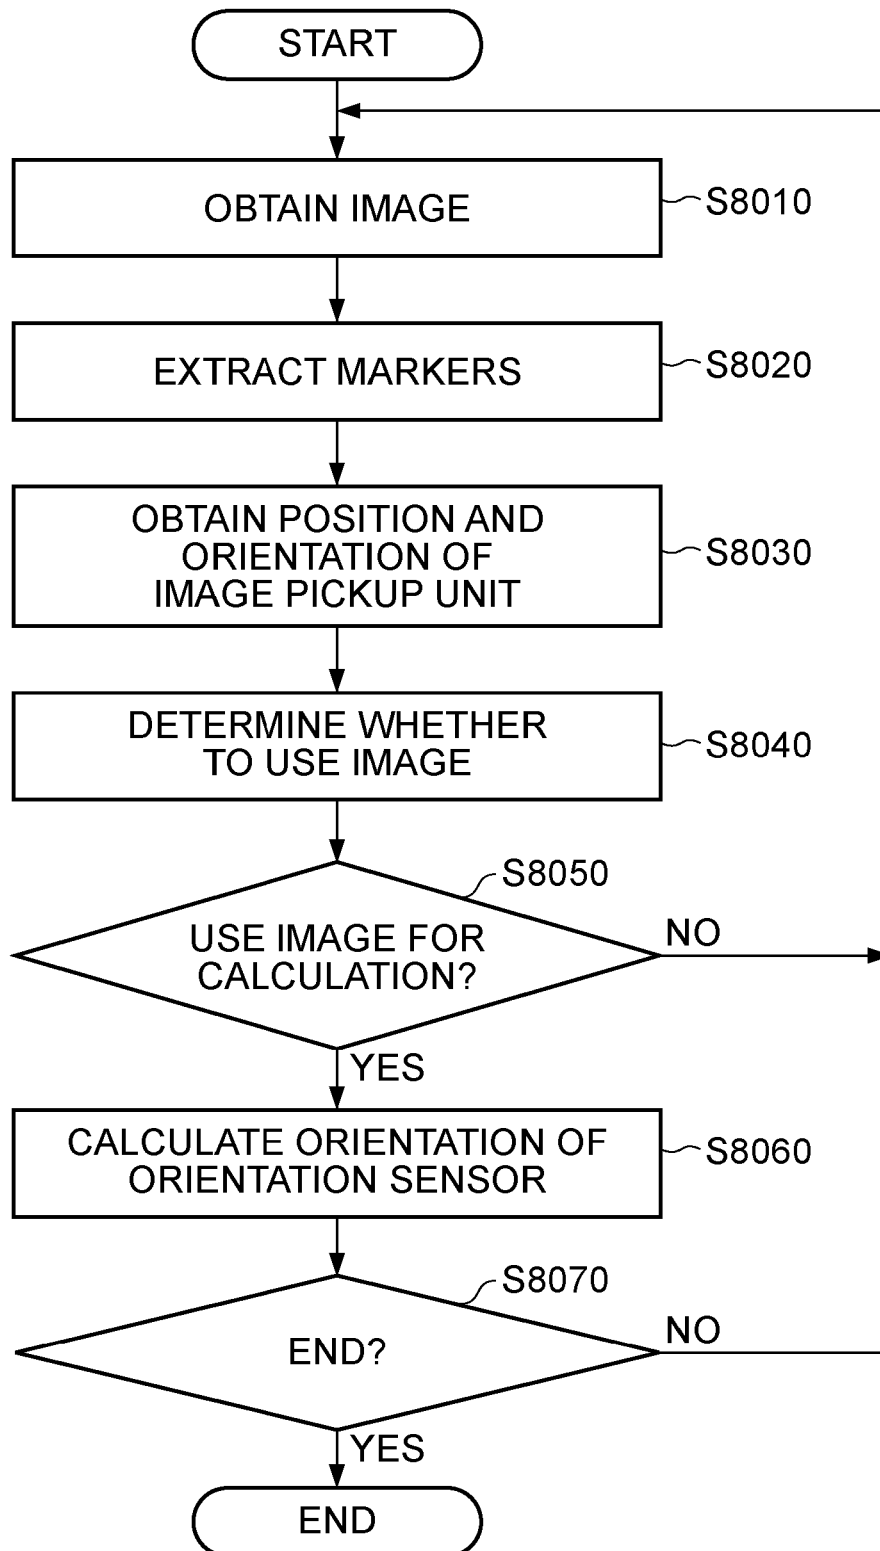 START
OBTAIN IMAGE
S8010
EXTRACT MARKERS
S8020
OBTAIN POSITION AND
ORIENTATION OF
IMAGE PICKUP UNIT
S8030
DETERMINE WHETHER
TO USE IMAGE
S8040
S8050
USE IMAGE FOR
CALCULATION?
NO
YES
CALCULATE ORIENTATION OF
ORIENTATION SENSOR
S8060
S8070
END?
NO
YES
END